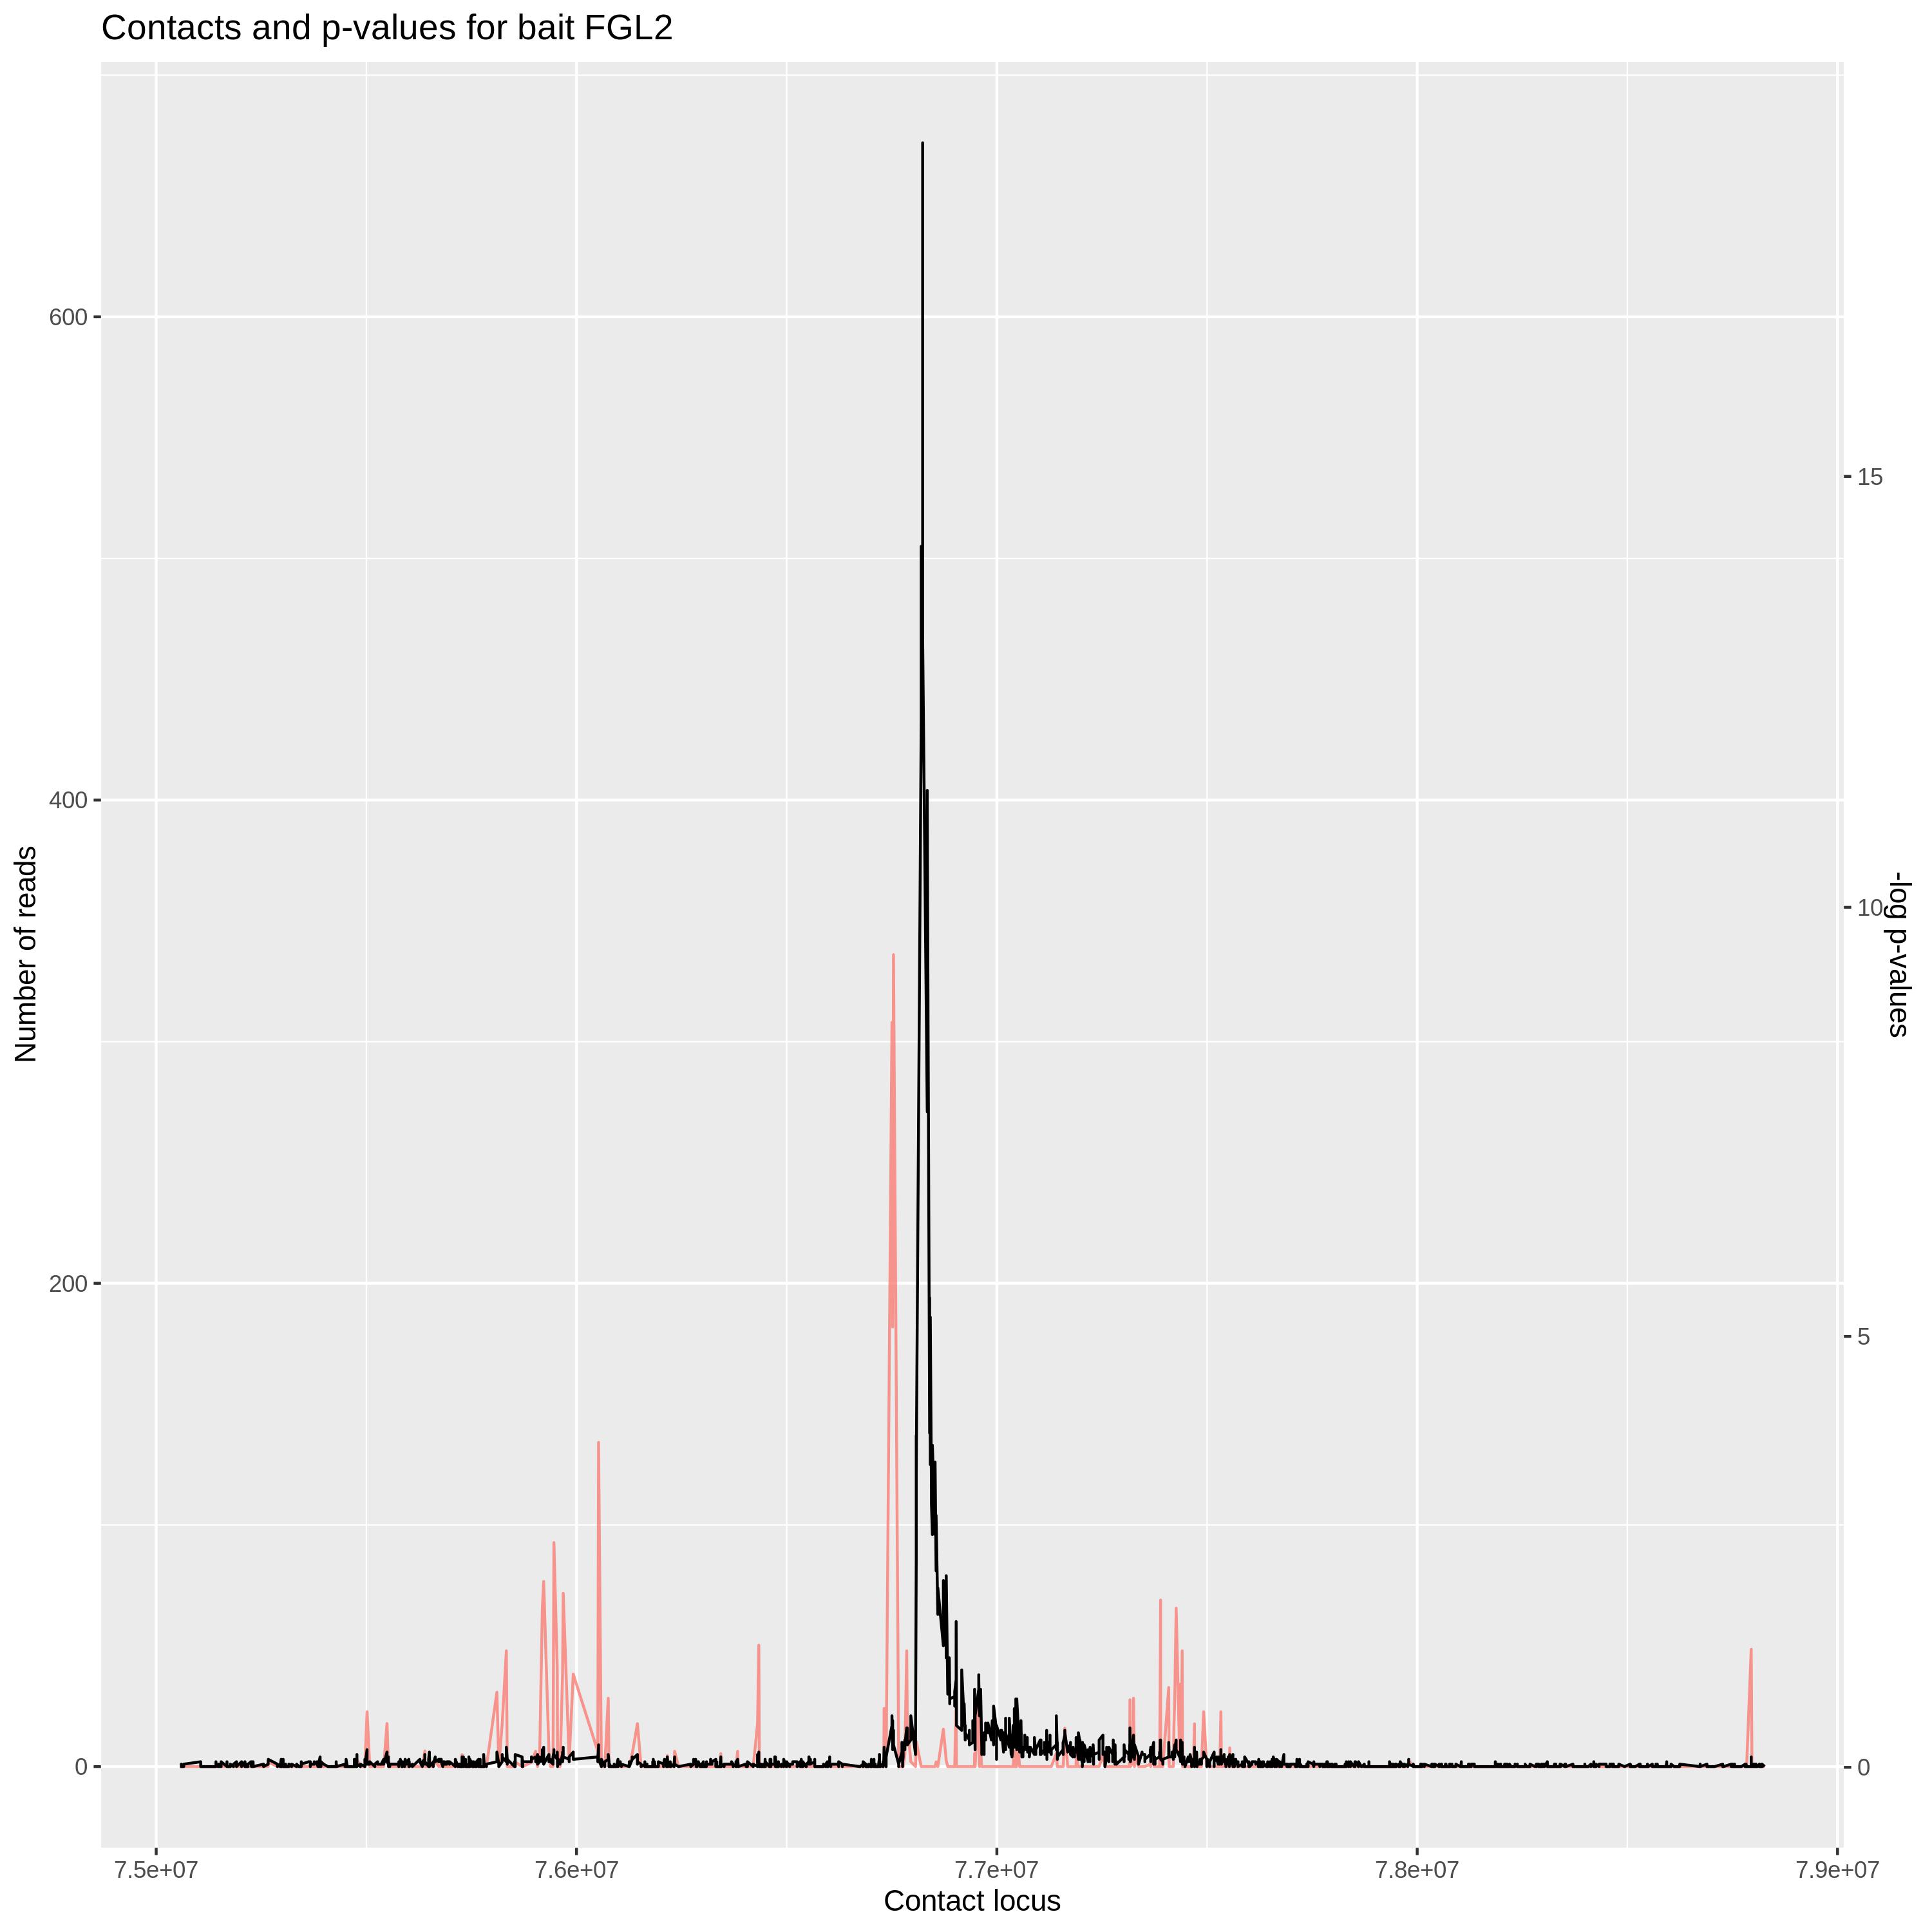 Contacts and p-values for bait FGL2
600
400
200
0
15
10
5
0
Number of reads
-log p-values
7.5e+07 7.6e+07 7.7e+07 7.8e+07 7.9e+07
Contact locus